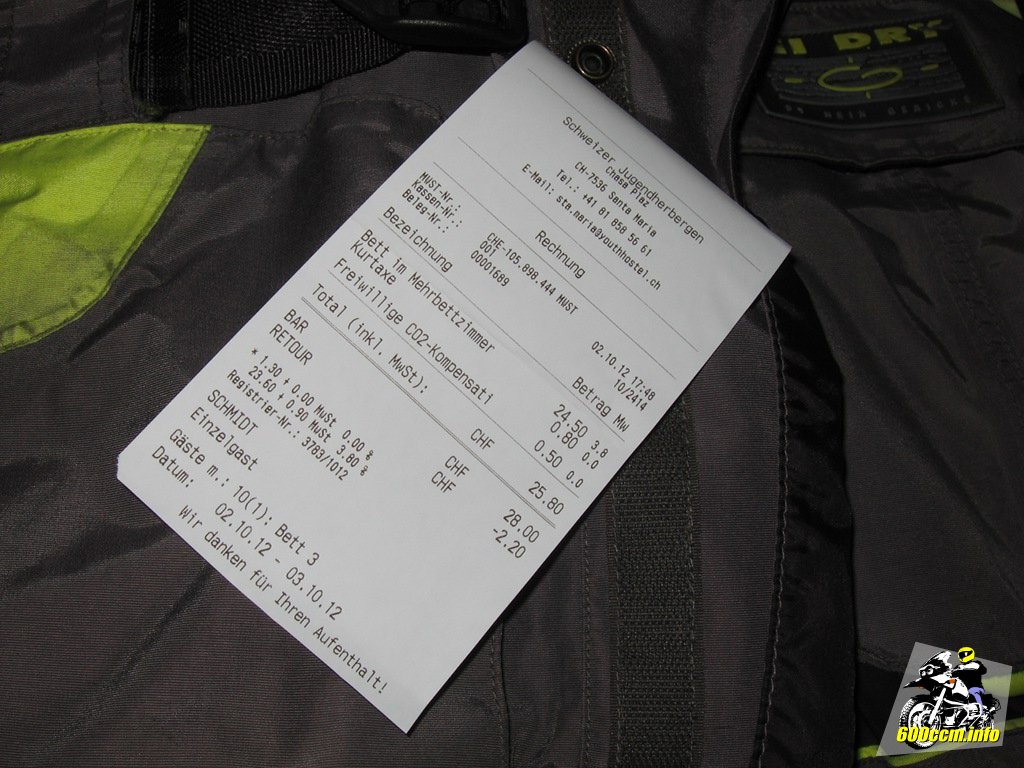 Schweizer Jugendherbergen
Chasa Plaz
CH-7536 Santa Maria
Tel.: +41 81 858 56 61
E-Mail: sta.maria@youthhostel.ch
Rechnung
MWST-Nr.: CHE-105.898.444 MWST
Kassen-Nr.: 001 02.10.12 17:48
Beleg-Nr.: 00001689 10/2414
Bezeichnung Betrag MW
Bett im Mehrbettzimmer 24.50 3.8
Kurtaxe 0.80 0.0
Freiwillige CO2-Kompensati 0.50 0.0
Total (inkl. MwSt): CHF 25.80
BAR CHF 28.00
RETOUR CHF -2.20
* 1.30 + 0.00 MwSt 0.00 %
23.60 + 0.90 MwSt 3.80 %
Registrier-Nr.: 3783/1012
SCHMIDT
Einzelgast
Gäste m.: 10(1): Bett 3
Datum: 02.10.12 - 03.10.12
Wir danken für Ihren Aufenthalt!
DRY
600ccm.info